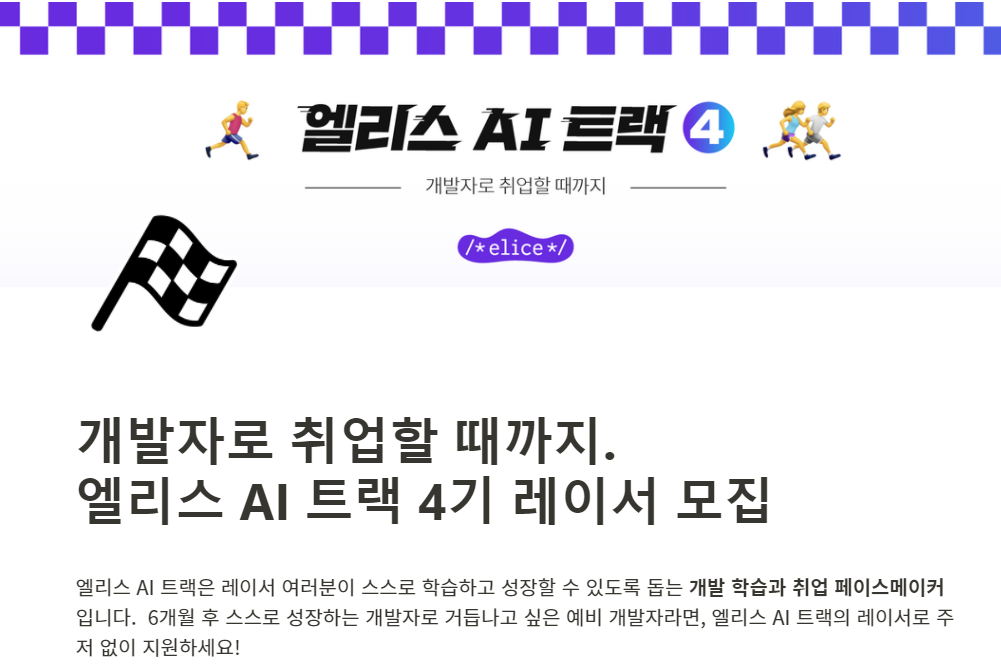 엘리스 AI 트랙 4
개발자로 취업할 때까지
/*elice*/
개발자로 취업할 때까지.
엘리스 AI 트랙 4기 레이서 모집
엘리스 AI 트랙은 레이서 여러분이 스스로 학습하고 성장할 수 있도록 돕는 개발 학습과 취업 페이스메이커
입니다.  6개월 후 스스로 성장하는 개발자로 거듭나고 싶은 예비 개발자라면, 엘리스 AI 트랙의 레이서로 주
저 없이 지원하세요!